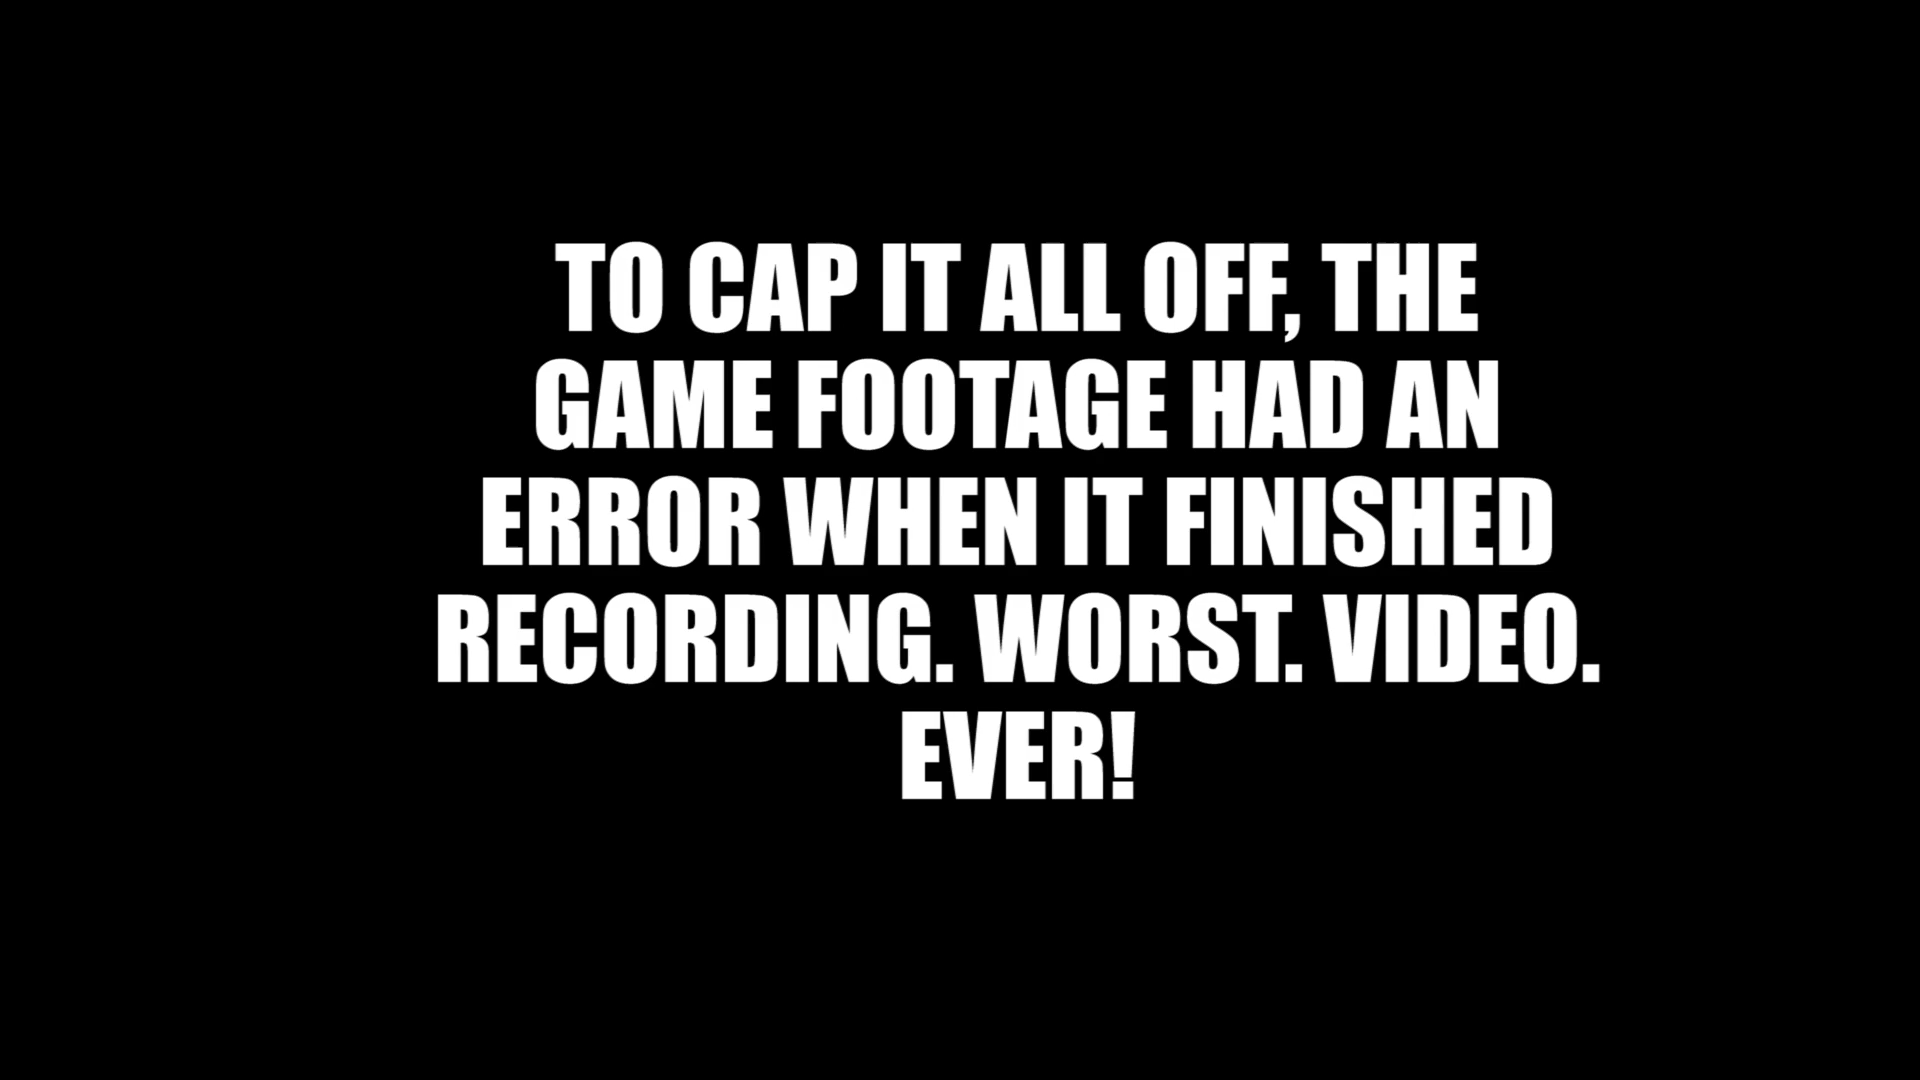 TO CAP IT ALL OFF, THE
GAME FOOTAGE HAD AN
ERROR WHEN IT FINISHED
RECORDING. WORST. VIDEO.
EVER!